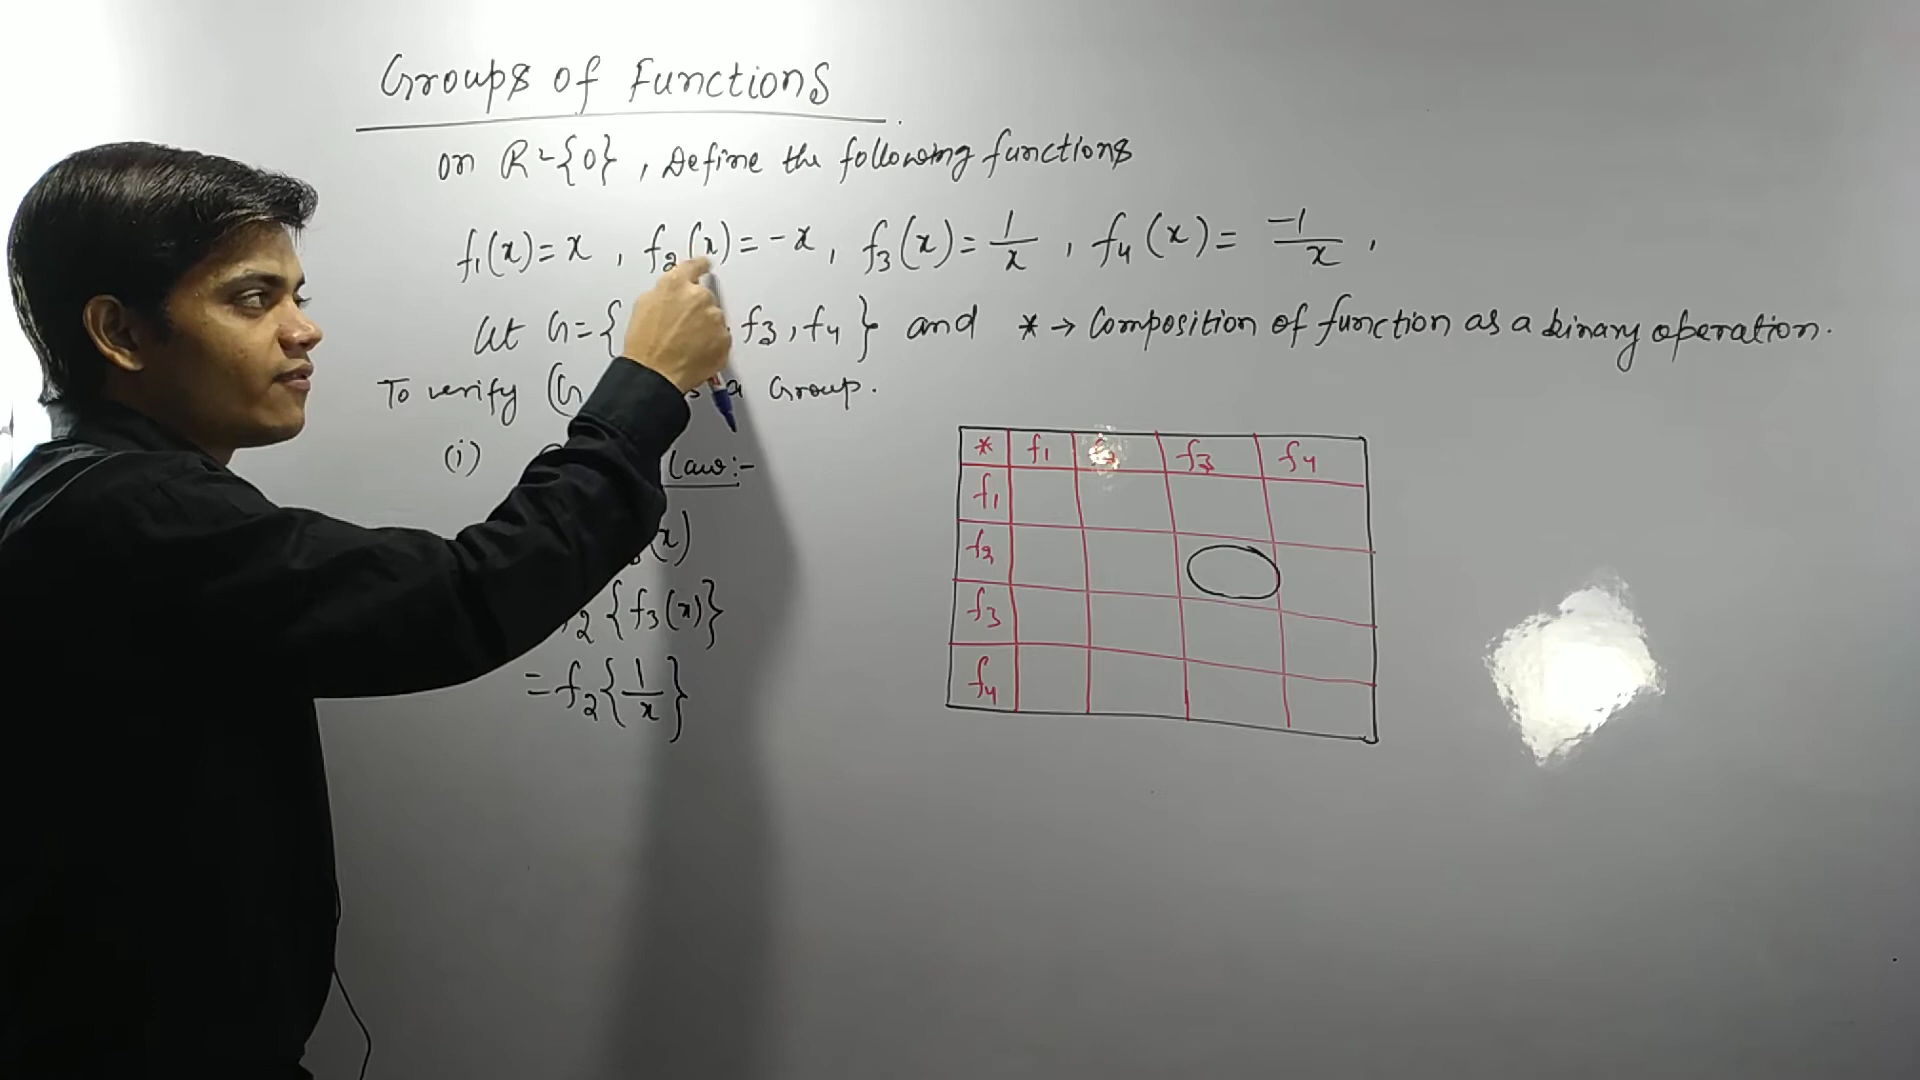 Groups of Functions
on R-{0}, Define the following functions
f₁(x)=x, f₂(x)=-x, f₃(x)=1/x, f₄(x)=-1/x,
let G={ , f₃, f₄} and * → Composition of function as a binary operation.
To verify (G a Group.
(i) Law:-
(x)
₂{f₃(x)}
=f₂{1/x}
* f₁ f₃ f₄
f₁
f₂
f₃
f₄